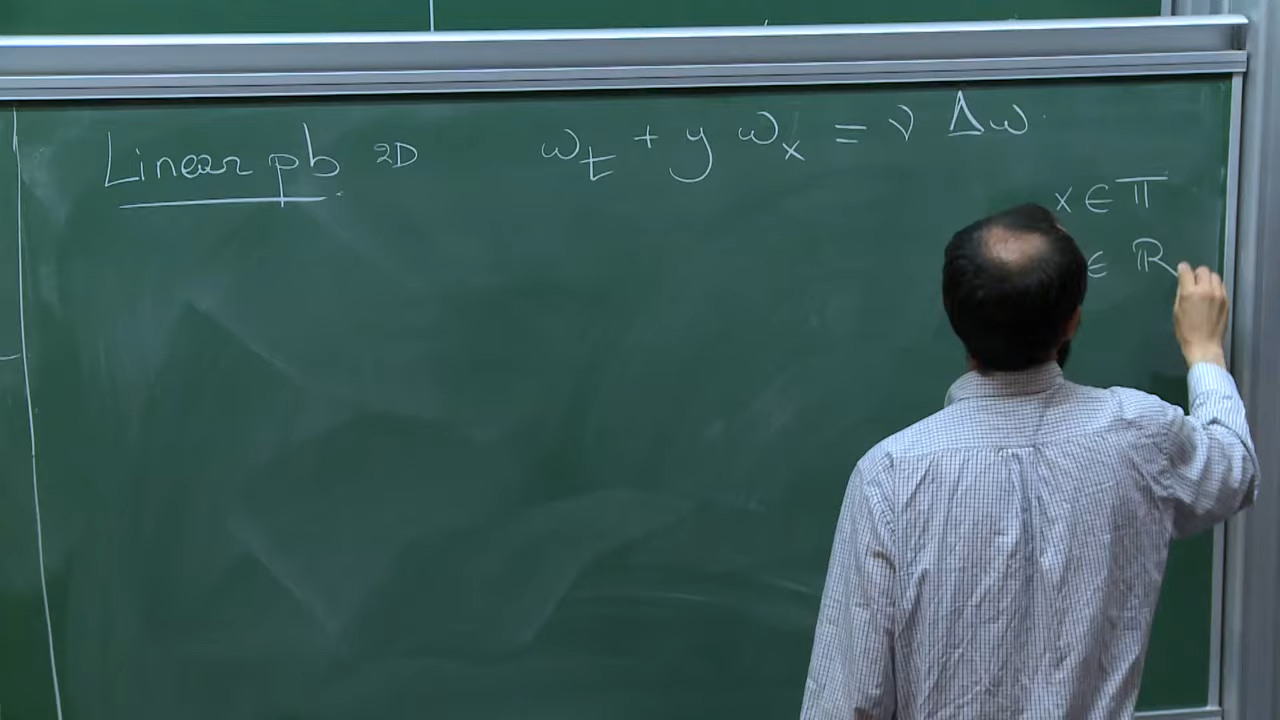 Linear pb 2D ω_t + y ω_x = ν Δω
x ∈ 𝕋
∈ ℝ